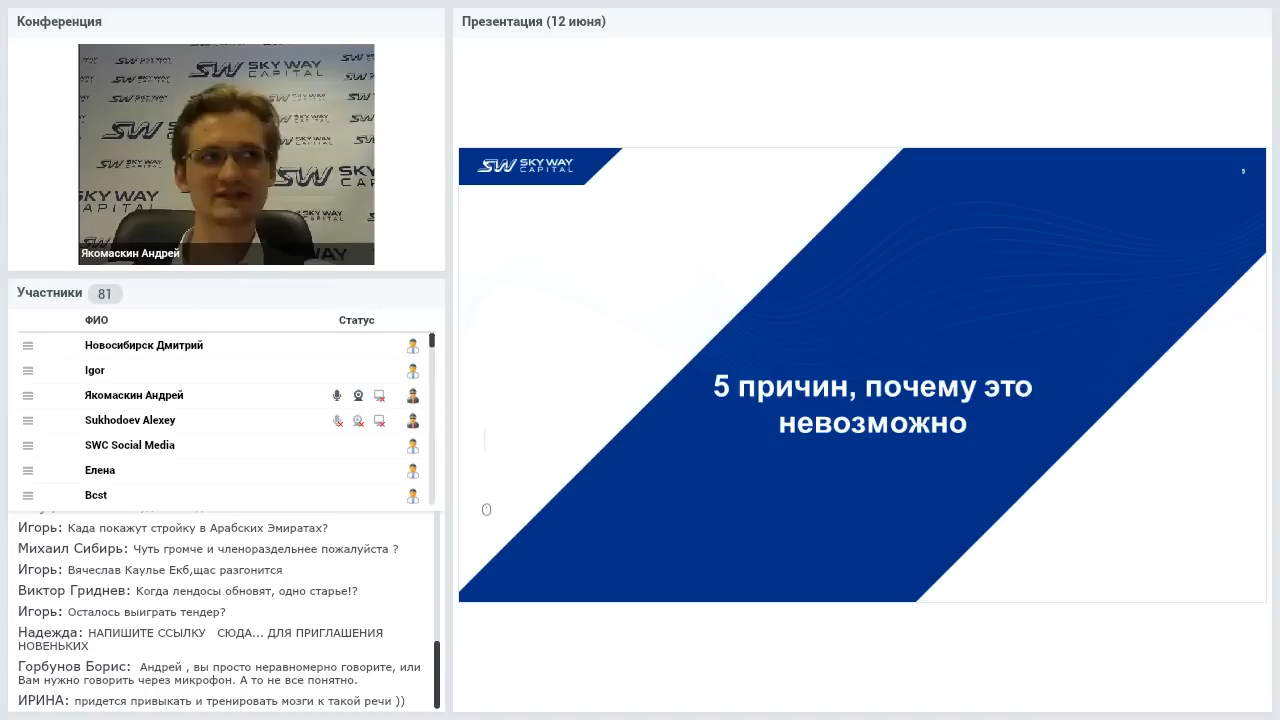 Конференция
SW SKY WAY CAPITAL
Якомаскин Андрей
Участники 81
ФИО Статус
Новосибирск Дмитрий
Igor
Якомаскин Андрей
Sukhodoev Alexey
SWC Social Media
Елена
Bcst
Игорь: Када покажут стройку в Арабских Эмиратах?
Михаил Сибирь: Чуть громче и членораздельнее пожалуйста ?
Игорь: Вячеслав Каулье Екб,щас разгонится
Виктор Гриднев: Когда лендосы обновят, одно старье!?
Игорь: Осталось выиграть тендер?
Надежда: НАПИШИТЕ ССЫЛКУ СЮДА... ДЛЯ ПРИГЛАШЕНИЯ
НОВЕНЬКИХ
Горбунов Борис: Андрей , вы просто неравномерно говорите, или
Вам нужно говорить через микрофон. А то не все понятно.
ИРИНА: придется привыкать и тренировать мозги к такой речи ))
Презентация (12 июня)
SW SKY WAY
CAPITAL
5 причин, почему это
невозможно